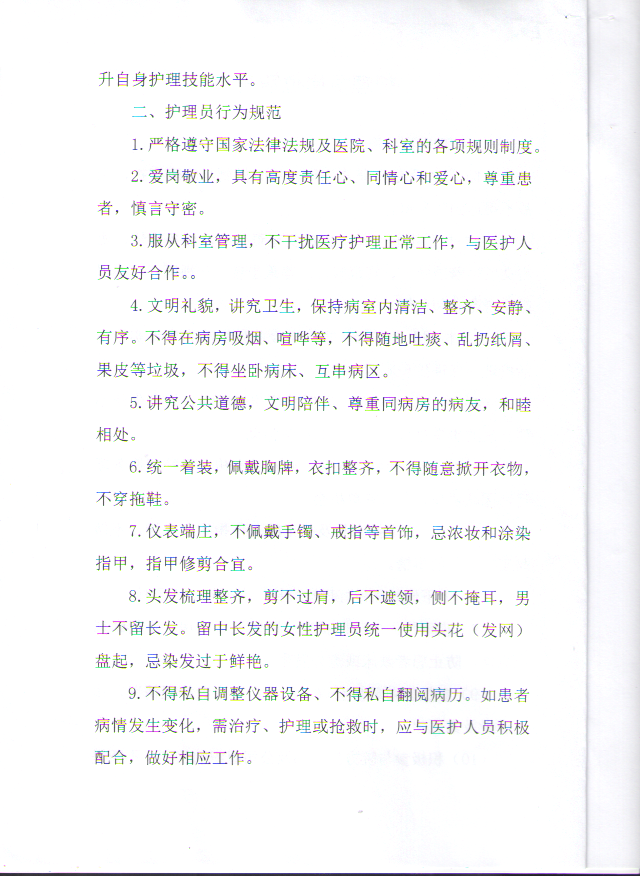 升自身护理技能水平。
二、护理员行为规范
1.严格遵守国家法律法规及医院、科室的各项规则制度。
2.爱岗敬业，具有高度责任心、同情心和爱心，尊重患
者，慎言守密。
3.服从科室管理，不干扰医疗护理正常工作，与医护人
员友好合作。。
4.文明礼貌，讲究卫生，保持病室内清洁、整齐、安静、
有序。不得在病房吸烟、喧哗等，不得随地吐痰、乱扔纸屑、
果皮等垃圾，不得坐卧病床、互串病区。
5.讲究公共道德，文明陪伴、尊重同病房的病友，和睦
相处。
6.统一着装，佩戴胸牌，衣扣整齐，不得随意掀开衣物，
不穿拖鞋。
7.仪表端庄，不佩戴手镯、戒指等首饰，忌浓妆和涂染
指甲，指甲修剪合宜。
8.头发梳理整齐，剪不过肩，后不遮领，侧不掩耳，男
士不留长发。留中长发的女性护理员统一使用头花（发网）
盘起，忌染发过于鲜艳。
9.不得私自调整仪器设备、不得私自翻阅病历。如患者
病情发生变化，需治疗、护理或抢救时，应与医护人员积极
配合，做好相应工作。